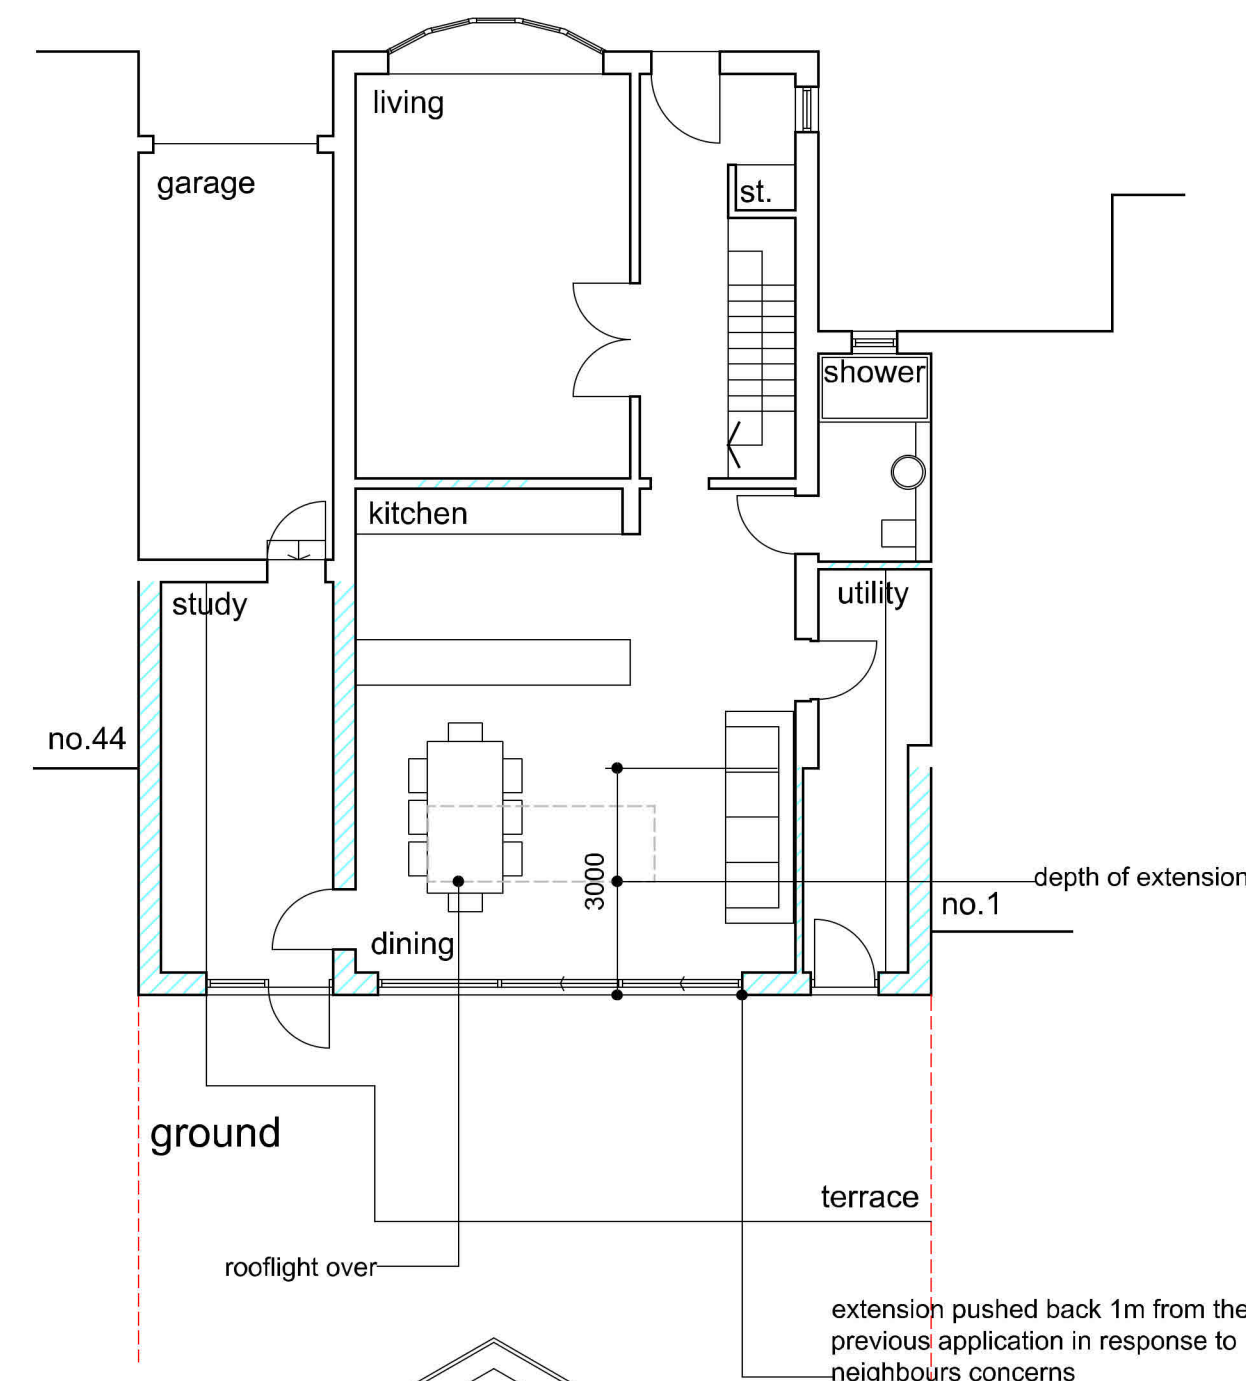 living
garage
st.
shower
kitchen
utility
study
no.44
3000
depth of extension
no.1
dining
ground
terrace
rooflight over
extension pushed back 1m from the
previous application in response to
neighbours concerns